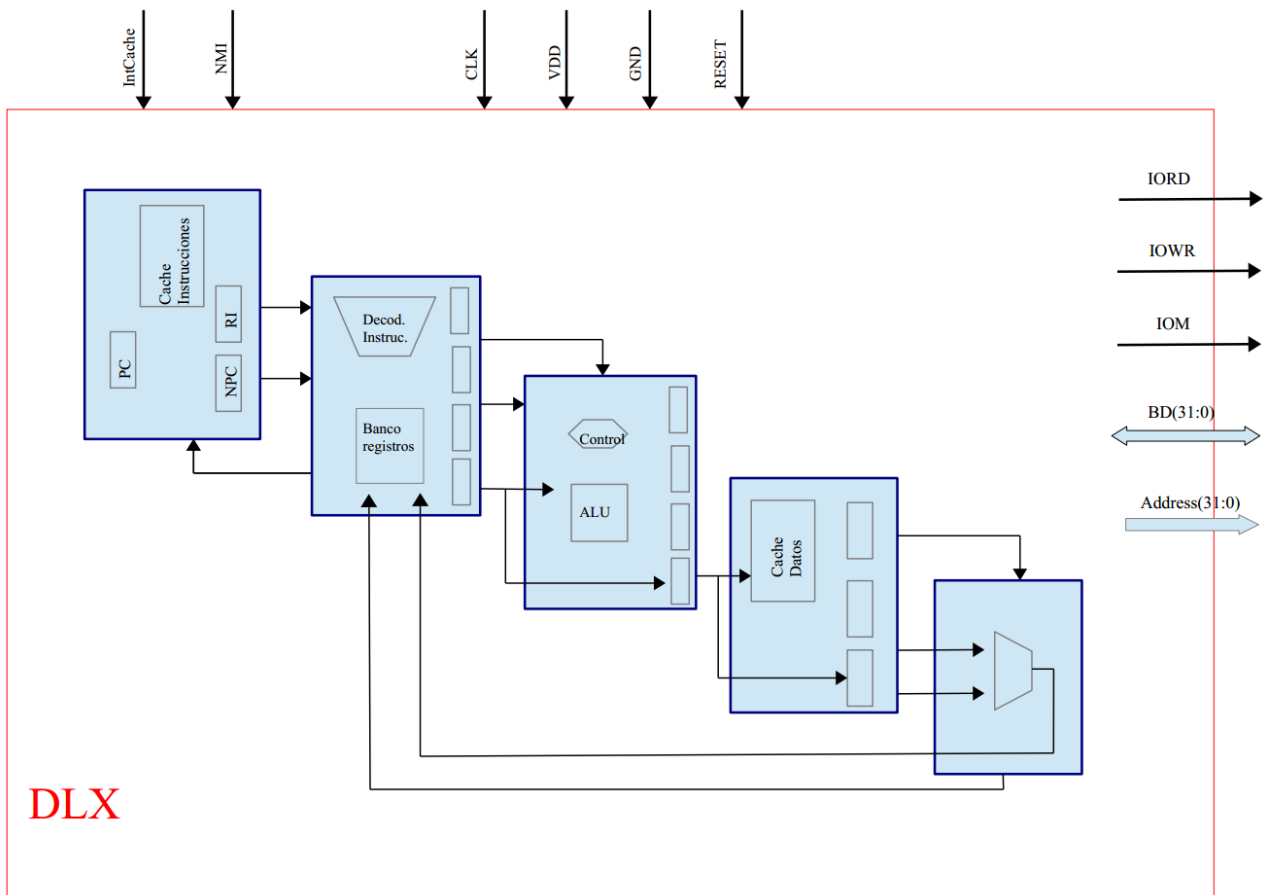 IntCache
NMI
CLK
VDD
GND
RESET
IORD
IOWR
IOM
BD(31:0)
Address(31:0)
Cache
Instrucciones
PC
RI
NPC
Decod.
Instruc.
Banco
registros
Control
ALU
Cache
Datos
DLX